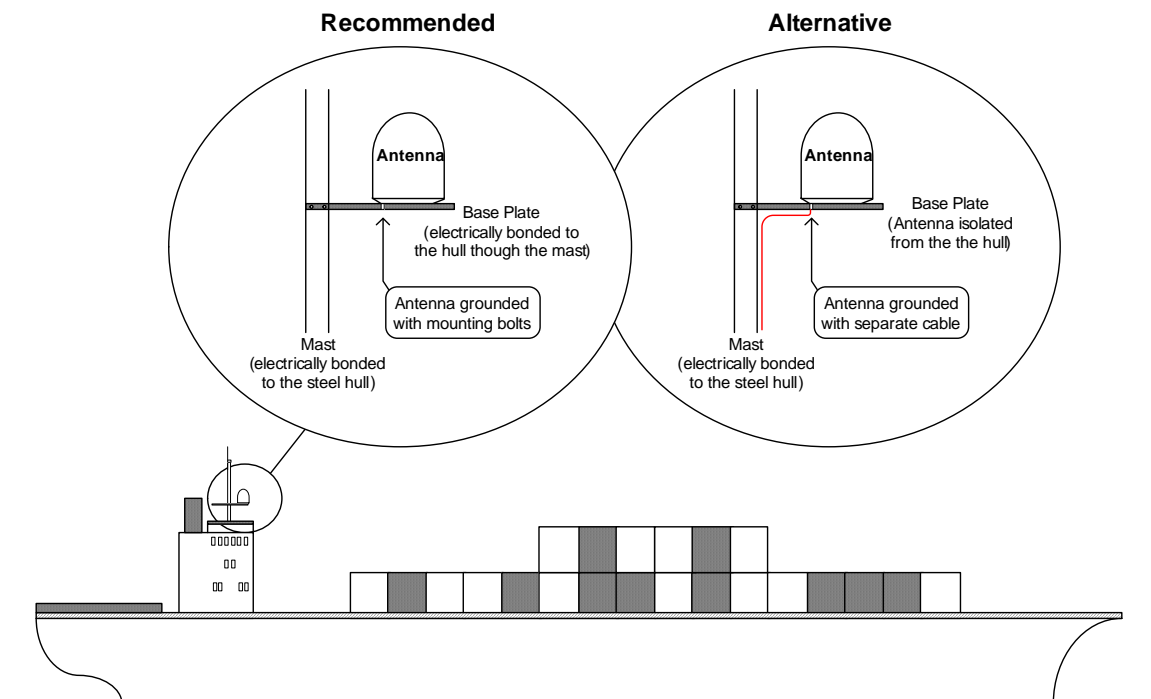 Recommended
Antenna
Base Plate
(electrically bonded to
the hull though the mast)
Antenna grounded
with mounting bolts
Mast
(electrically bonded
to the steel hull)
Alternative
Antenna
Base Plate
(Antenna isolated
from the the hull)
Antenna grounded
with separate cable
Mast
(electrically bonded
to the steel hull)